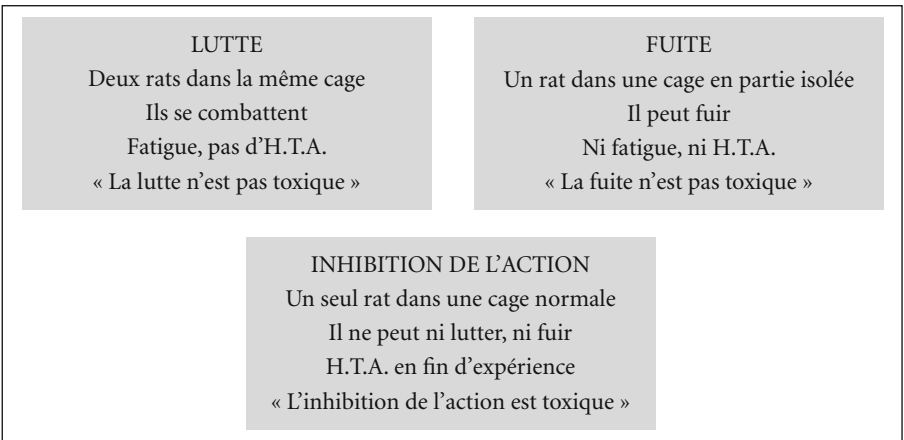 LUTTE
Deux rats dans la même cage
Ils se combattent
Fatigue, pas d’H.T.A.
« La lutte n’est pas toxique »
FUITE
Un rat dans une cage en partie isolée
Il peut fuir
Ni fatigue, ni H.T.A.
« La fuite n’est pas toxique »
INHIBITION DE L’ACTION
Un seul rat dans une cage normale
Il ne peut ni lutter, ni fuir
H.T.A. en fin d’expérience
« L’inhibition de l’action est toxique »